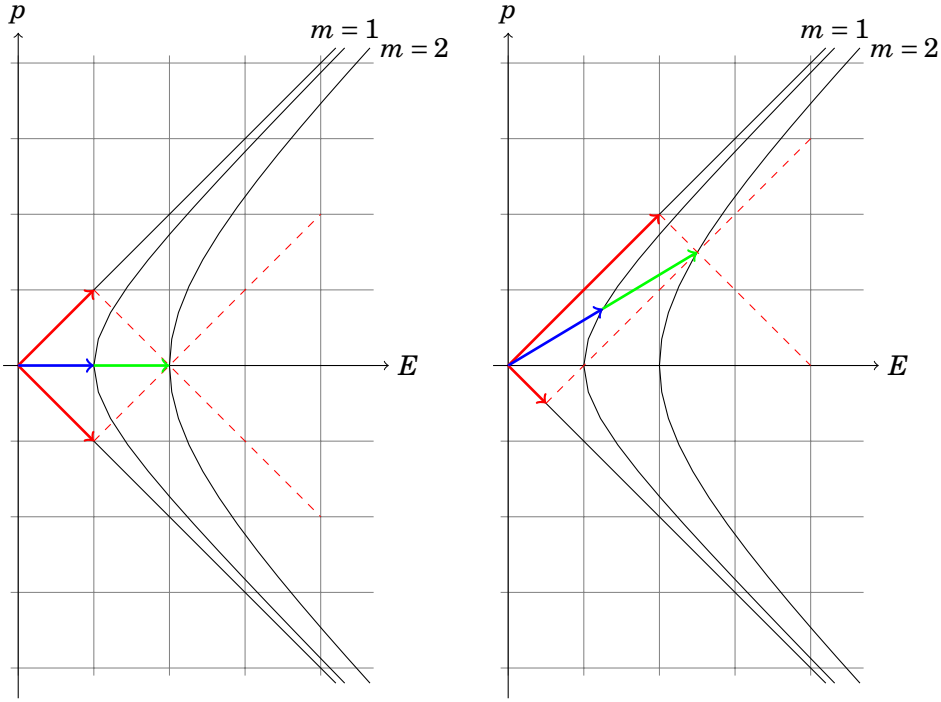 p
m = 1
m = 2
E
p
m = 1
m = 2
E